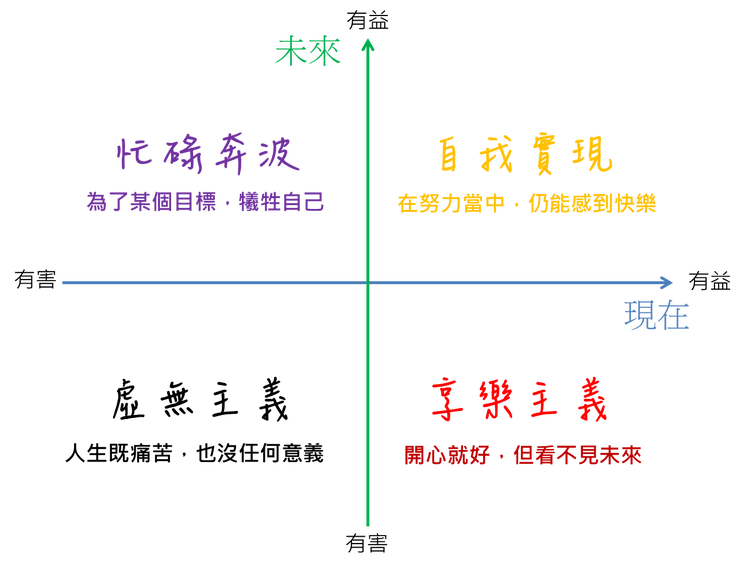 有益
未來
忙碌奔波
為了某個目標，犧牲自己
自我實現
在努力當中，仍能感到快樂
有害
有益
現在
虛無主義
人生既痛苦，也沒任何意義
享樂主義
開心就好，但看不見未來
有害